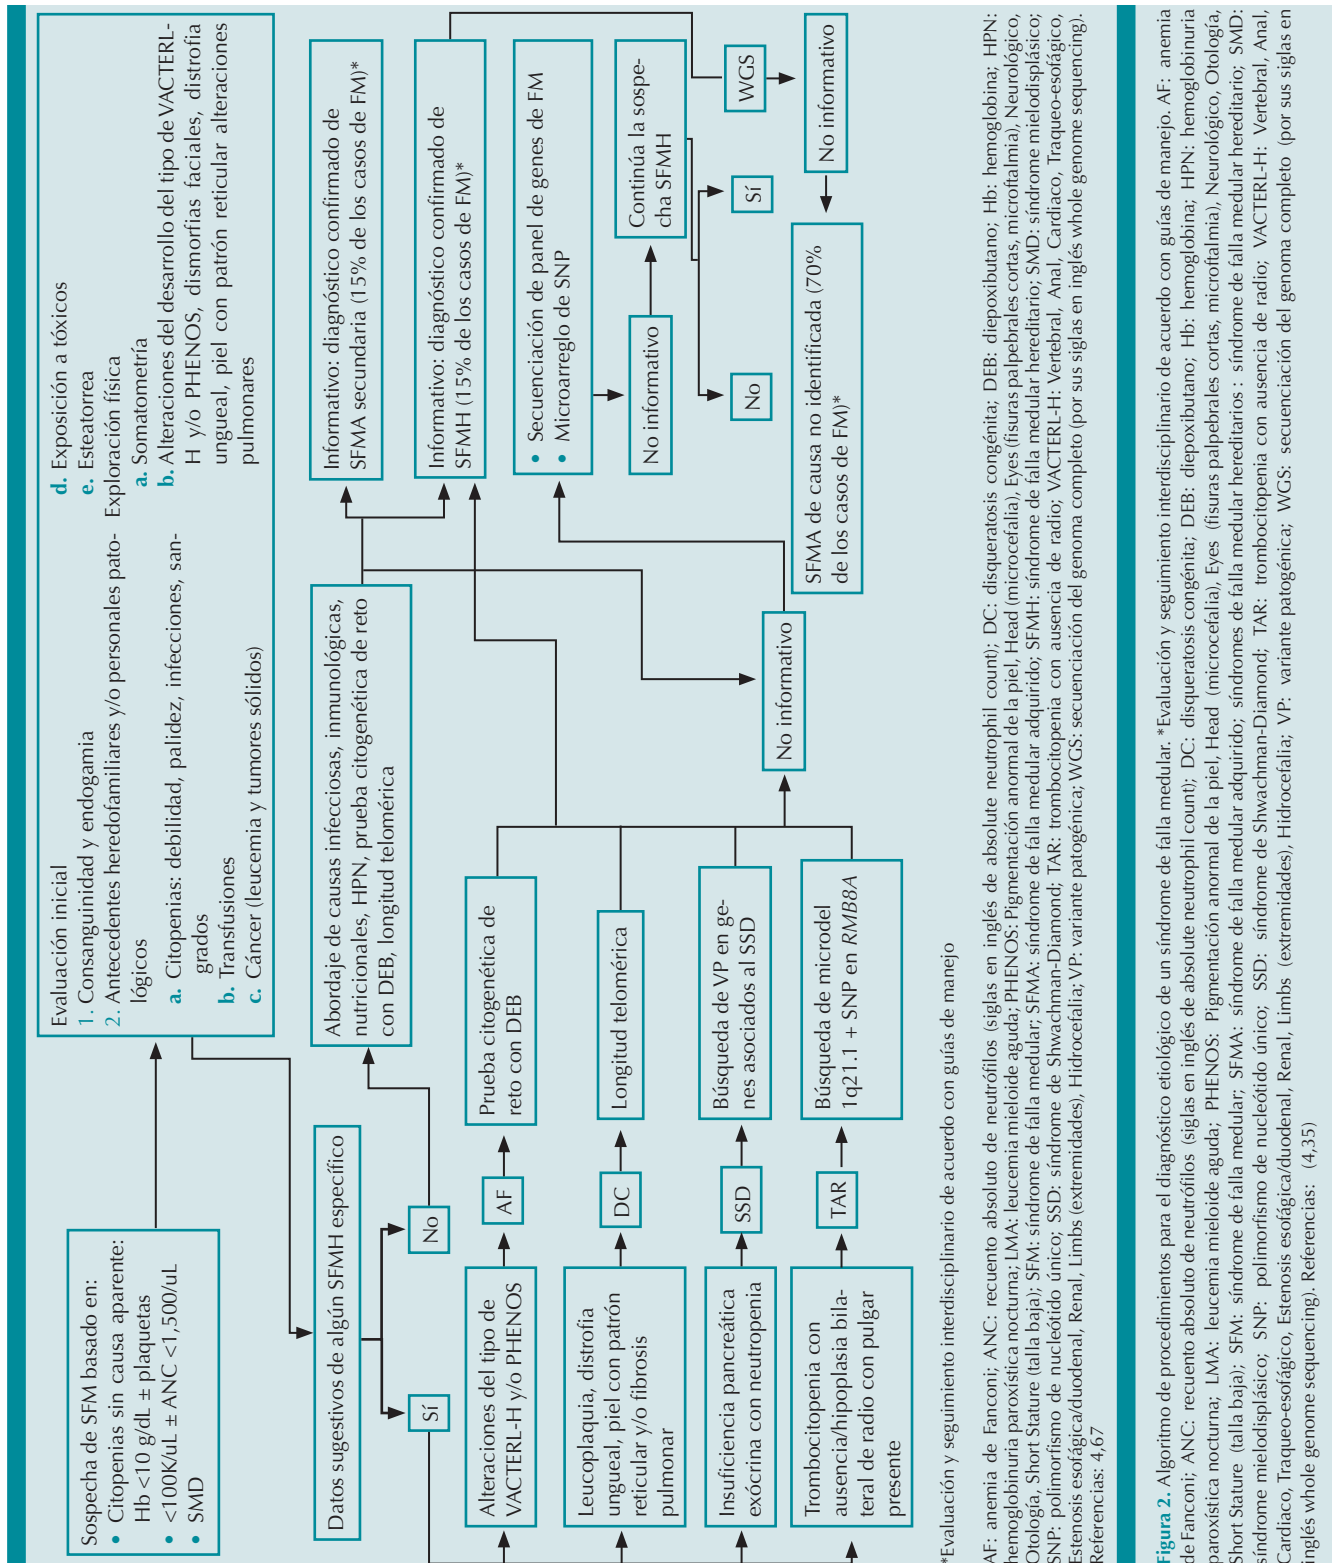 Sospecha de SFM basado en:
• Citopenias sin causa aparente:
Hb <10 g/dL ± plaquetas
• <100K/uL ± ANC <1,500/uL
• SMD
Evaluación inicial
1. Consanguinidad y endogamia
2. Antecedentes heredofamiliares y/o personales pato-
lógicos
a. Citopenias: debilidad, palidez, infecciones, san-
grados
b. Transfusiones
c. Cáncer (leucemia y tumores sólidos)
d. Exposición a tóxicos
e. Esteatorrea
Exploración física
a. Somatometría
b. Alteraciones del desarrollo del tipo de VACTERL-
H y/o PHENOS, dismorfias faciales, distrofia
ungueal, piel con patrón reticular alteraciones
pulmonares
Datos sugestivos de algún SFMH específico
Sí
No
Abordaje de causas infecciosas, inmunológicas,
nutricionales, HPN, prueba citogenética de reto
con DEB, longitud telomérica
Informativo: diagnóstico confirmado de
SFMA secundaria (15% de los casos de FM)*
Informativo: diagnóstico confirmado de
SFMH (15% de los casos de FM)*
Alteraciones del tipo de
VACTERL-H y/o PHENOS
AF
Prueba citogenética de
reto con DEB
Leucoplaquia, distrofia
ungueal, piel con patrón
reticular y/o fibrosis
pulmonar
DC
Longitud telomérica
Insuficiencia pancreática
exócrina con neutropenia
SSD
Búsqueda de VP en ge-
nes asociados al SSD
Trombocitopenia con
ausencia/hipoplasia bila-
teral de radio con pulgar
presente
TAR
Búsqueda de microdel
1q21.1 + SNP en RMB8A
No informativo
• Secuenciación de panel de genes de FM
• Microarreglo de SNP
No informativo
Continúa la sospe-
cha SFMH
No
Sí
WGS
No informativo
SFMA de causa no identificada (70%
de los casos de FM)*
*Evaluación y seguimiento interdisciplinario de acuerdo con guías de manejo
AF: anemia de Fanconi; ANC: recuento absoluto de neutrófilos (siglas en inglés de absolute neutrophil count); DC: disqueratosis congénita; DEB: diepoxibutano; Hb: hemoglobina; HPN:
hemoglobinuria paroxística nocturna; LMA: leucemia mieloide aguda; PHENOS: Pigmentación anormal de la piel, Head (microcefalia), Eyes (fisuras palpebrales cortas, microftalmia), Neurológico,
Otología, Short Stature (talla baja); SFM: síndrome de falla medular; SFMA: síndrome de falla medular adquirido; SFMH: síndrome de falla medular hereditario; SMD: síndrome mielodisplásico;
SNP: polimorfismo de nucleótido único; SSD: síndrome de Shwachman-Diamond; TAR: trombocitopenia con ausencia de radio; VACTERL-H: Vertebral, Anal, Cardiaco, Traqueo-esofágico,
Estenosis esofágica/duodenal, Renal, Limbs (extremidades), Hidrocefalia; VP: variante patogénica; WGS: secuenciación del genoma completo (por sus siglas en inglés whole genome sequencing).
Referencias: 4,67
Figura 2. Algoritmo de procedimientos para el diagnóstico etiológico de un síndrome de falla medular. *Evaluación y seguimiento interdisciplinario de acuerdo con guías de manejo. AF: anemia
de Fanconi; ANC: recuento absoluto de neutrófilos (siglas en inglés de absolute neutrophil count); DC: disqueratosis congénita; DEB: diepoxibutano; Hb: hemoglobina; HPN: hemoglobinuria
paroxística nocturna; LMA: leucemia mieloide aguda; PHENOS: Pigmentación anormal de la piel, Head (microcefalia), Eyes (fisuras palpebrales cortas, microftalmia), Neurológico, Otología,
Short Stature (talla baja); SFM: síndrome de falla medular; SFMA: síndrome de falla medular adquirido; síndromes de falla medular hereditarios : síndrome de falla medular hereditario; SMD:
síndrome mielodisplásico; SNP: polimorfismo de nucleótido único; SSD: síndrome de Shwachman-Diamond; TAR: trombocitopenia con ausencia de radio; VACTERL-H: Vertebral, Anal,
Cardiaco, Traqueo-esofágico, Estenosis esofágica/duodenal, Renal, Limbs (extremidades), Hidrocefalia; VP: variante patogénica; WGS: secuenciación del genoma completo (por sus siglas en
inglés whole genome sequencing). Referencias: (4,35)